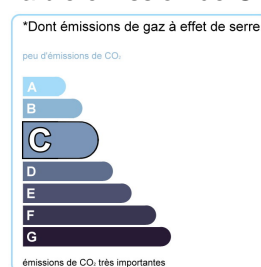 *Dont émissions de gaz à effet de serre
peu d'émissions de CO₂
A
B
C
D
E
F
G
émissions de CO₂ très importantes